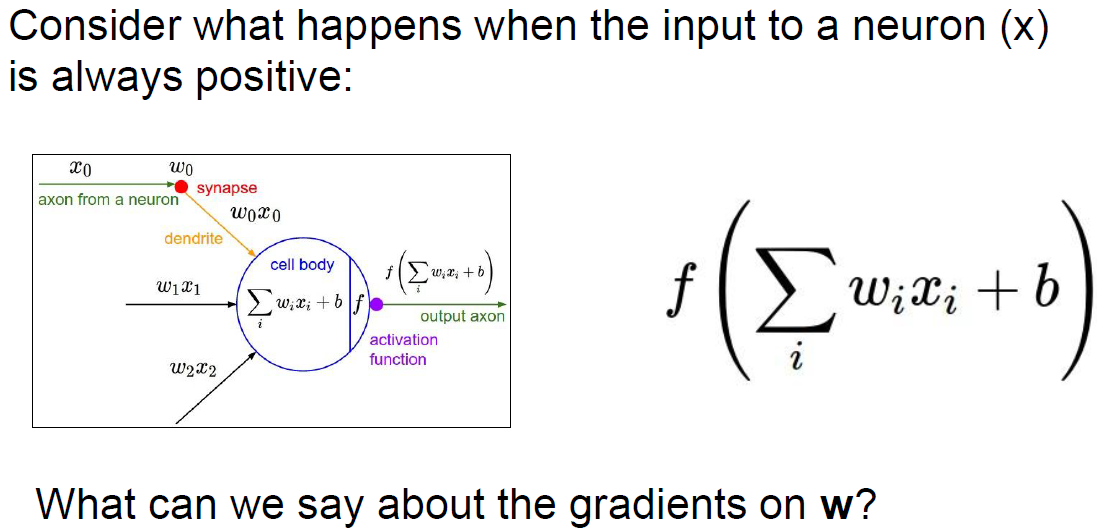 Consider what happens when the input to a neuron (x)
is always positive:
x₀ w₀
synapse
axon from a neuron
w₀x₀
dendrite
cell body
f(∑ᵢ wᵢxᵢ + b)
w₁x₁
∑ᵢ wᵢxᵢ + b f
output axon
activation
function
w₂x₂
f(∑ᵢ wᵢxᵢ + b)
What can we say about the gradients on w?